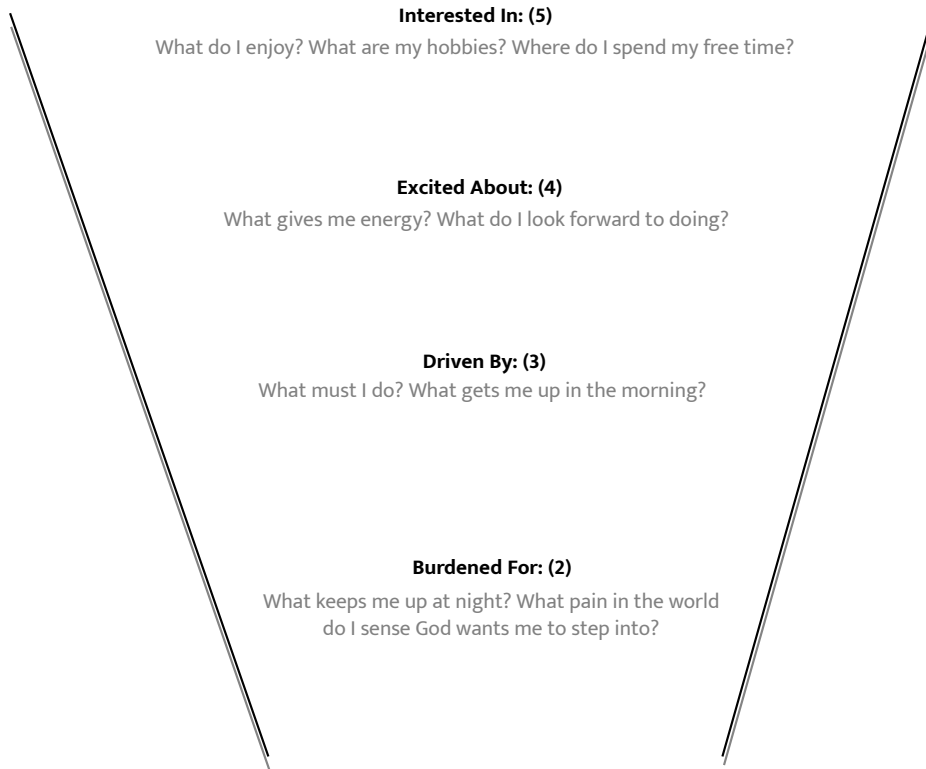 Interested In: (5)
What do I enjoy? What are my hobbies? Where do I spend my free time?
Excited About: (4)
What gives me energy? What do I look forward to doing?
Driven By: (3)
What must I do? What gets me up in the morning?
Burdened For: (2)
What keeps me up at night? What pain in the world
do I sense God wants me to step into?